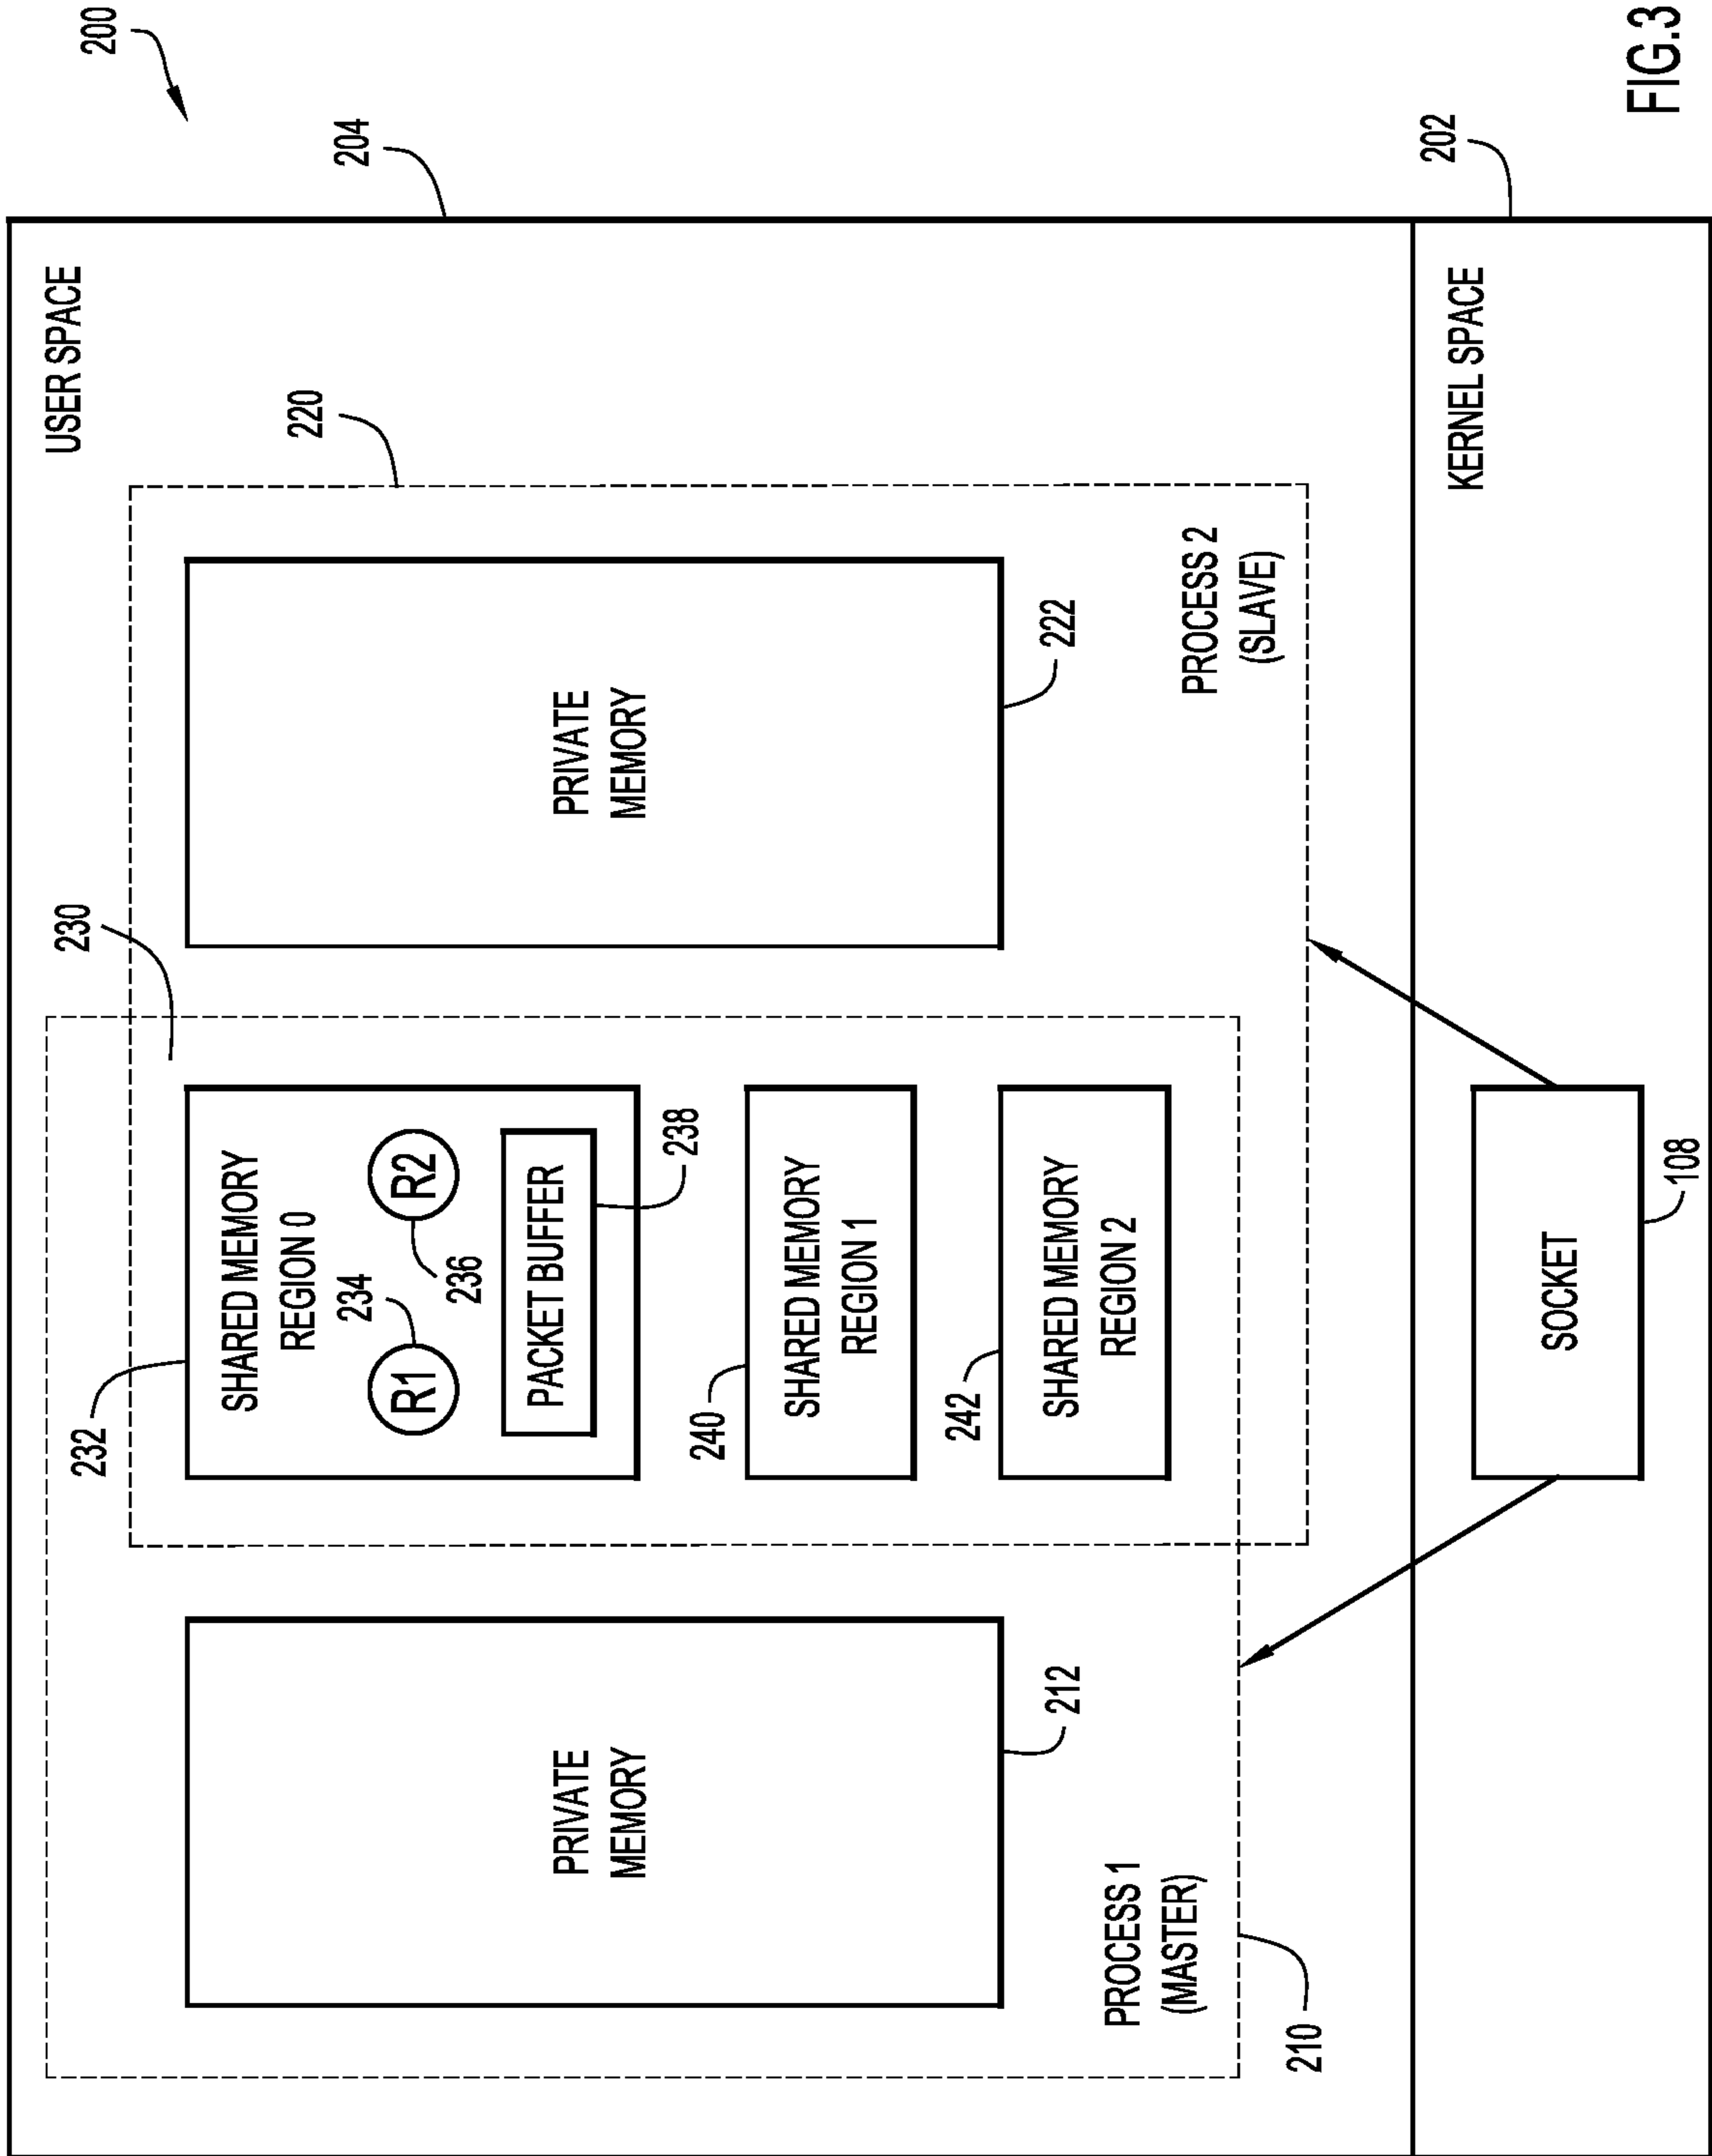 200
USER SPACE
204
230
220
232
SHARED MEMORY
REGION 0
234
R1
R2
236
PACKET BUFFER
238
PRIVATE
MEMORY
212
PRIVATE
MEMORY
222
240
SHARED MEMORY
REGION 1
242
SHARED MEMORY
REGION 2
PROCESS 1
(MASTER)
210
PROCESS 2
(SLAVE)
KERNEL SPACE
202
SOCKET
108
FIG.3